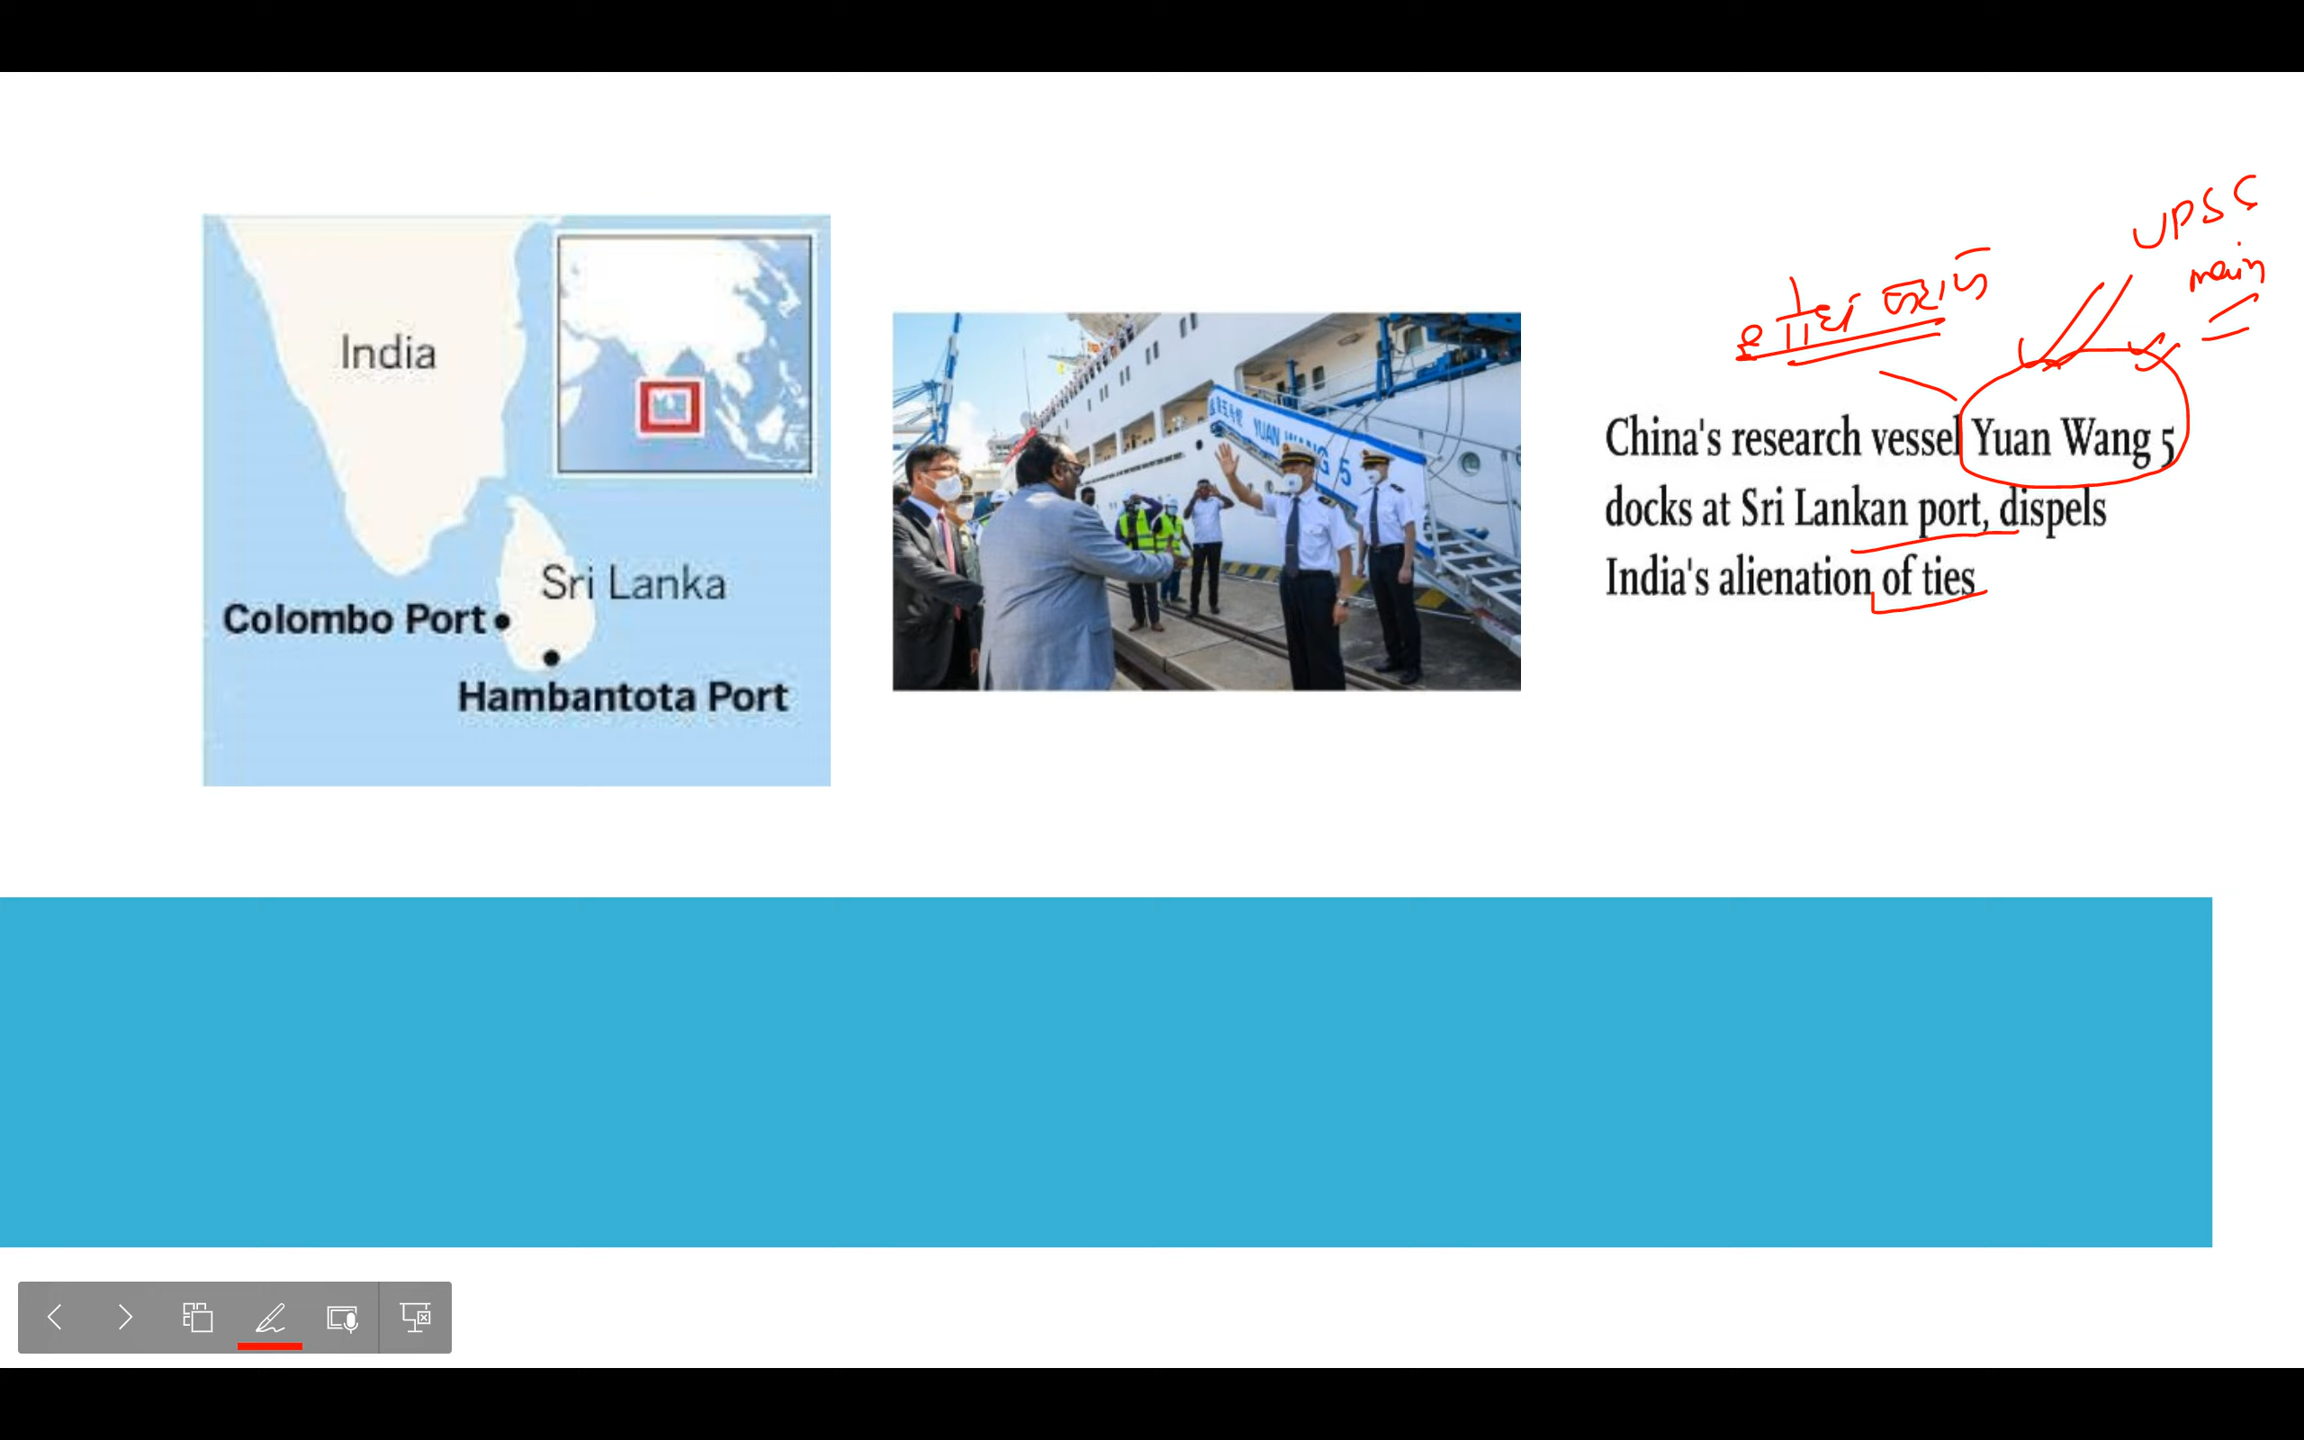 India
Sri Lanka
Colombo Port
Hambantota Port
YUAN WANG 5
UPSC
main
China's research vessel Yuan Wang 5
docks at Sri Lankan port, dispels
India's alienation of ties